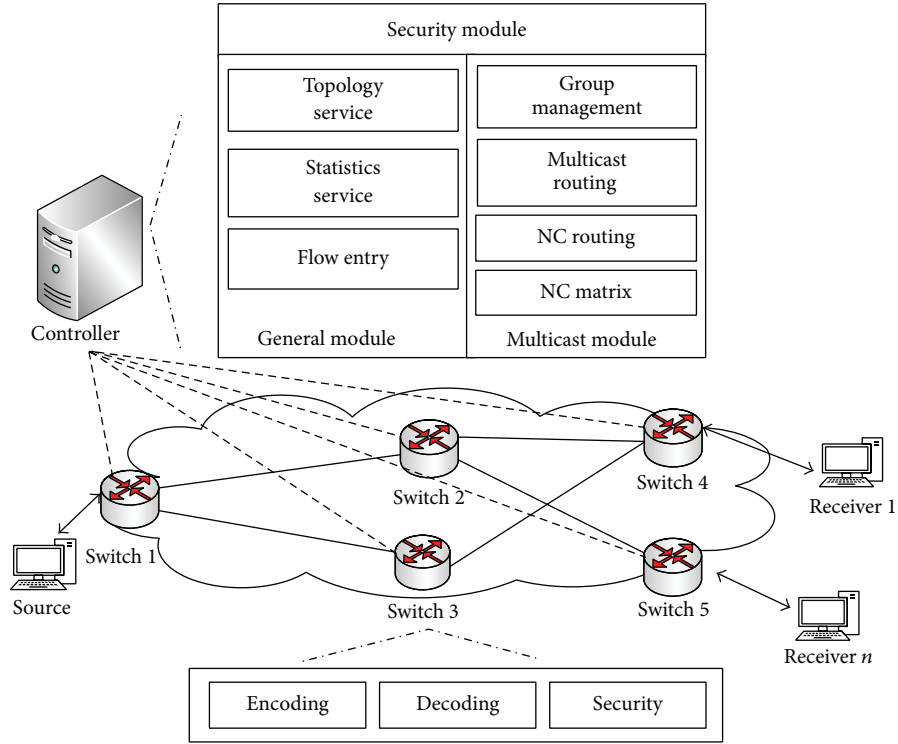 Security module
Topology
service
Statistics
service
Flow entry
General module
Group
management
Multicast
routing
NC routing
NC matrix
Multicast module
Controller
Switch 1
Switch 2
Switch 3
Switch 4
Switch 5
Source
Receiver 1
Receiver n
Encoding
Decoding
Security